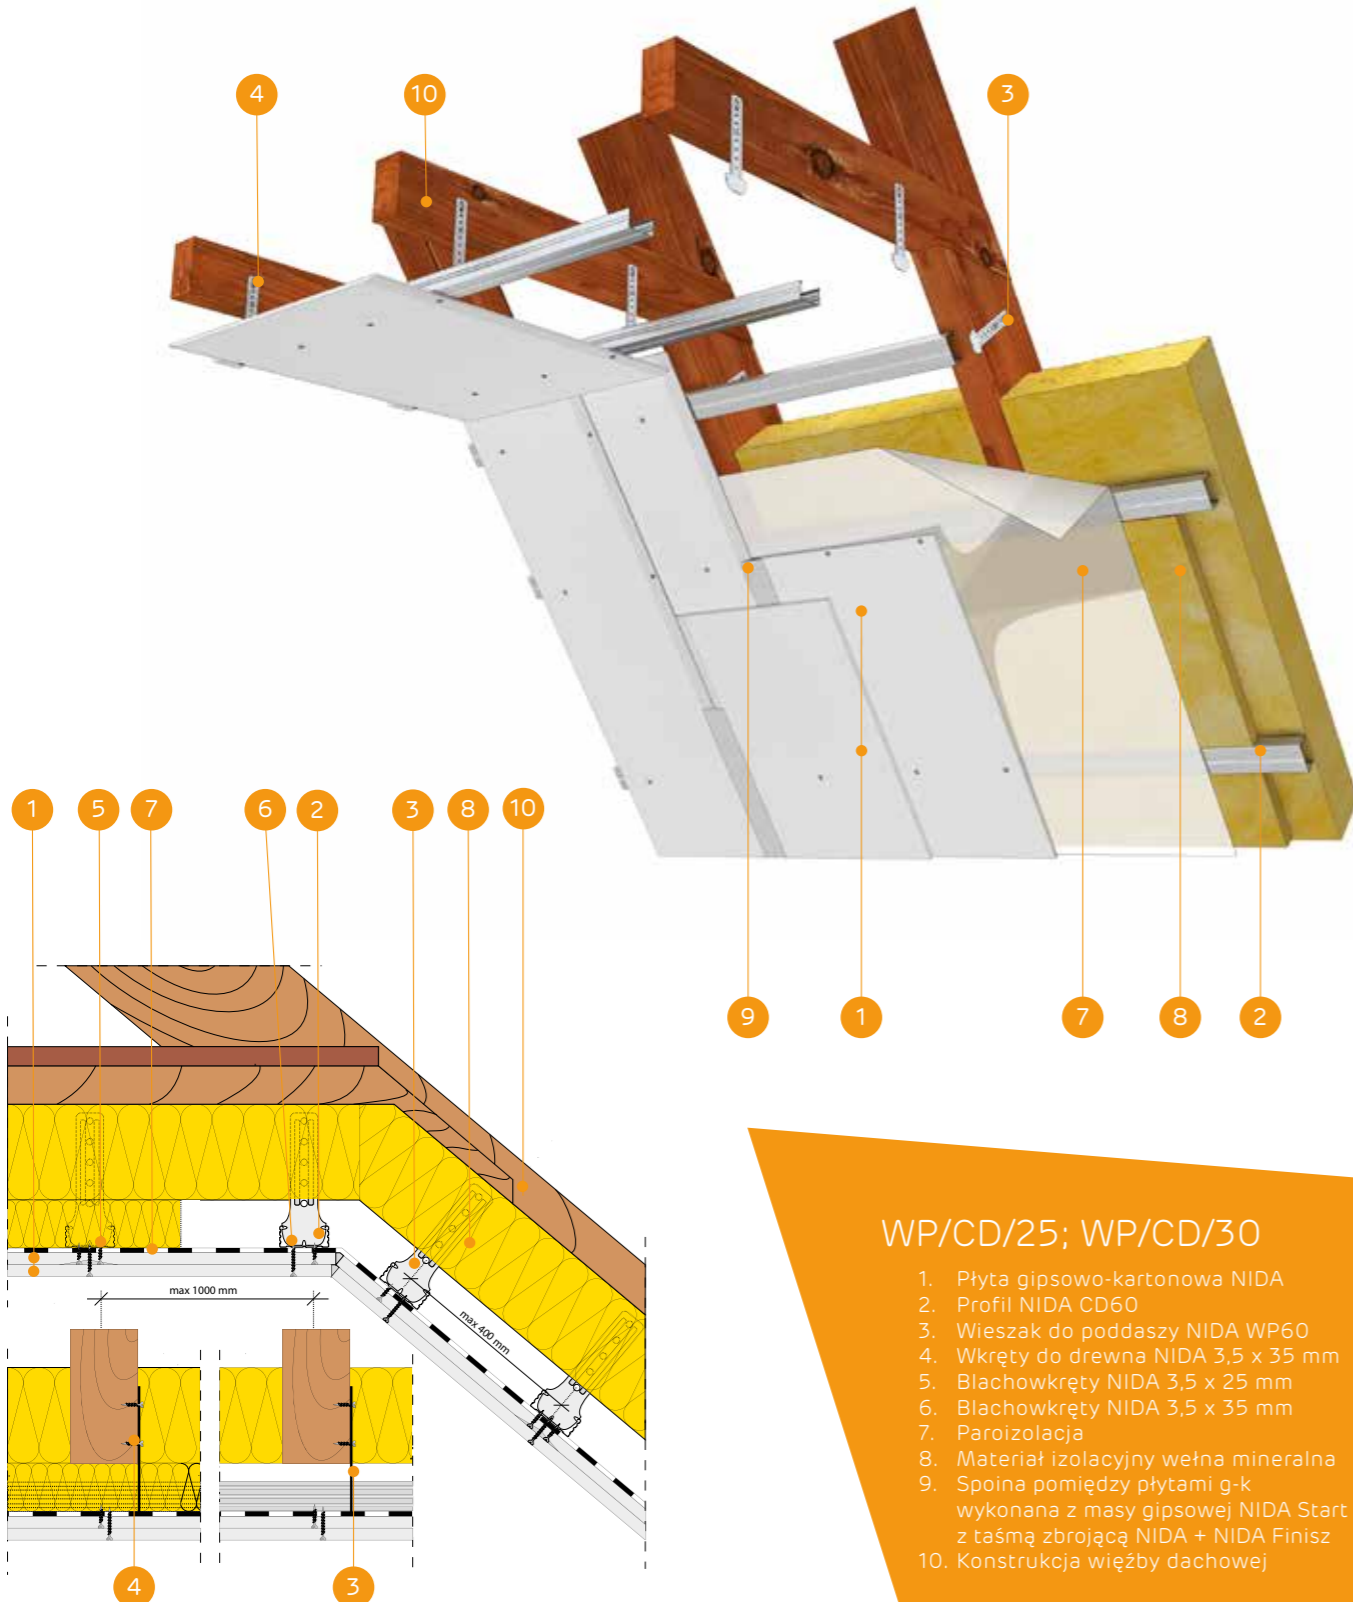 4
10
3
9
1
7
8
2
1
5
7
6
2
3
8
10
max 1000 mm
max 400 mm
4
3
WP/CD/25; WP/CD/30
1. Płyta gipsowo-kartonowa NIDA
2. Profil NIDA CD60
3. Wieszak do poddaszy NIDA WP60
4. Wkręty do drewna NIDA 3,5 x 35 mm
5. Blachowkręty NIDA 3,5 x 25 mm
6. Blachowkręty NIDA 3,5 x 35 mm
7. Paroizolacja
8. Materiał izolacyjny wełna mineralna
9. Spoina pomiędzy płytami g-k
wykonana z masy gipsowej NIDA Start
z taśmą zbrojącą NIDA + NIDA Finisz
10. Konstrukcja więźby dachowej